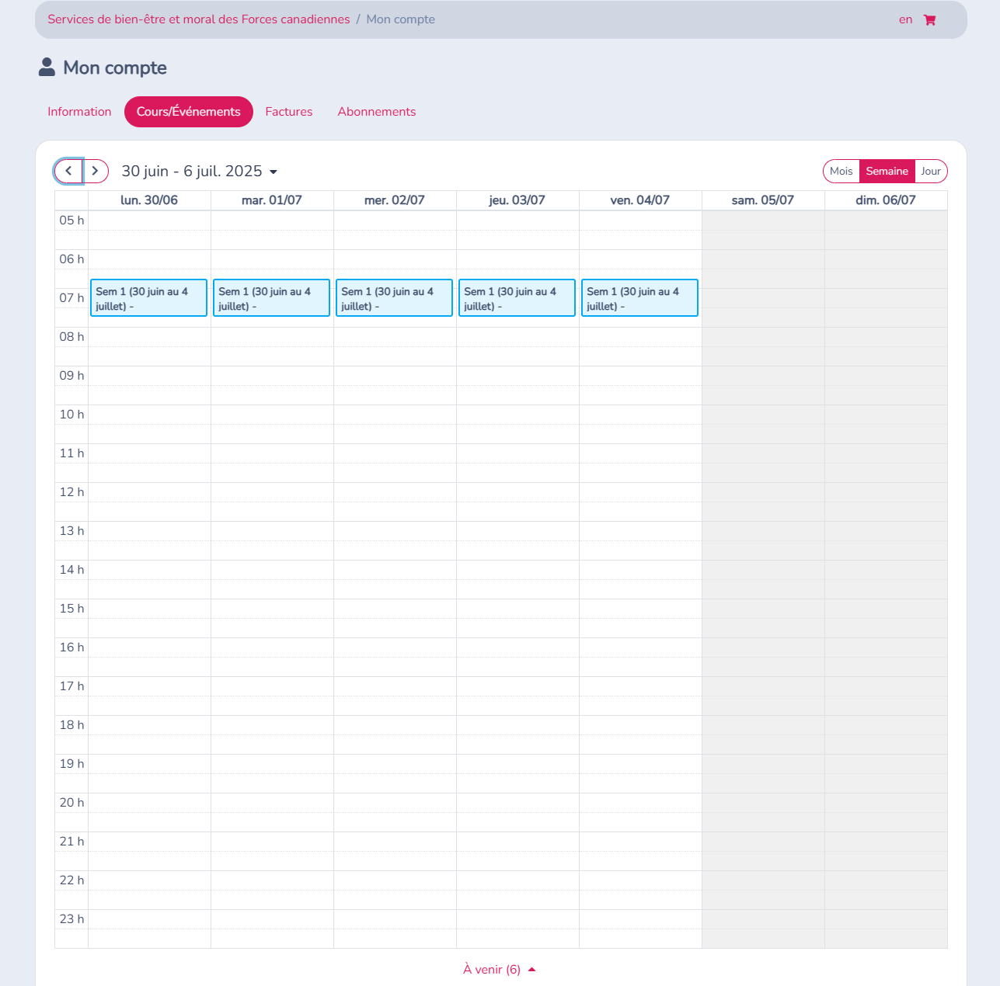 Services de bien-être et moral des Forces canadiennes / Mon compte en
Mon compte
Information Cours/Événements Factures Abonnements
30 juin - 6 juil. 2025 Mois Semaine Jour
lun. 30/06 mar. 01/07 mer. 02/07 jeu. 03/07 ven. 04/07 sam. 05/07 dim. 06/07
05 h
06 h
Sem 1 (30 juin au 4 Sem 1 (30 juin au 4 Sem 1 (30 juin au 4 Sem 1 (30 juin au 4 Sem 1 (30 juin au 4
07 h
juillet) - juillet) - juillet) - juillet) - juillet) -
08 h
09 h
10 h
11 h
12 h
13 h
14 h
15 h
16 h
17 h
18 h
19 h
20 h
21 h
22 h
23 h
À venir (6)